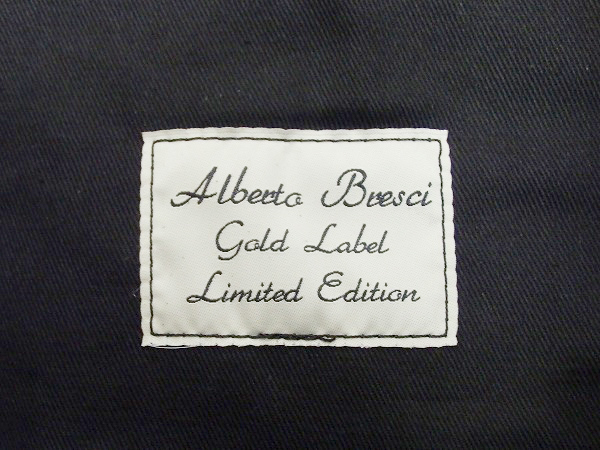 Alberto Bresci
Gold Label
Limited Edition